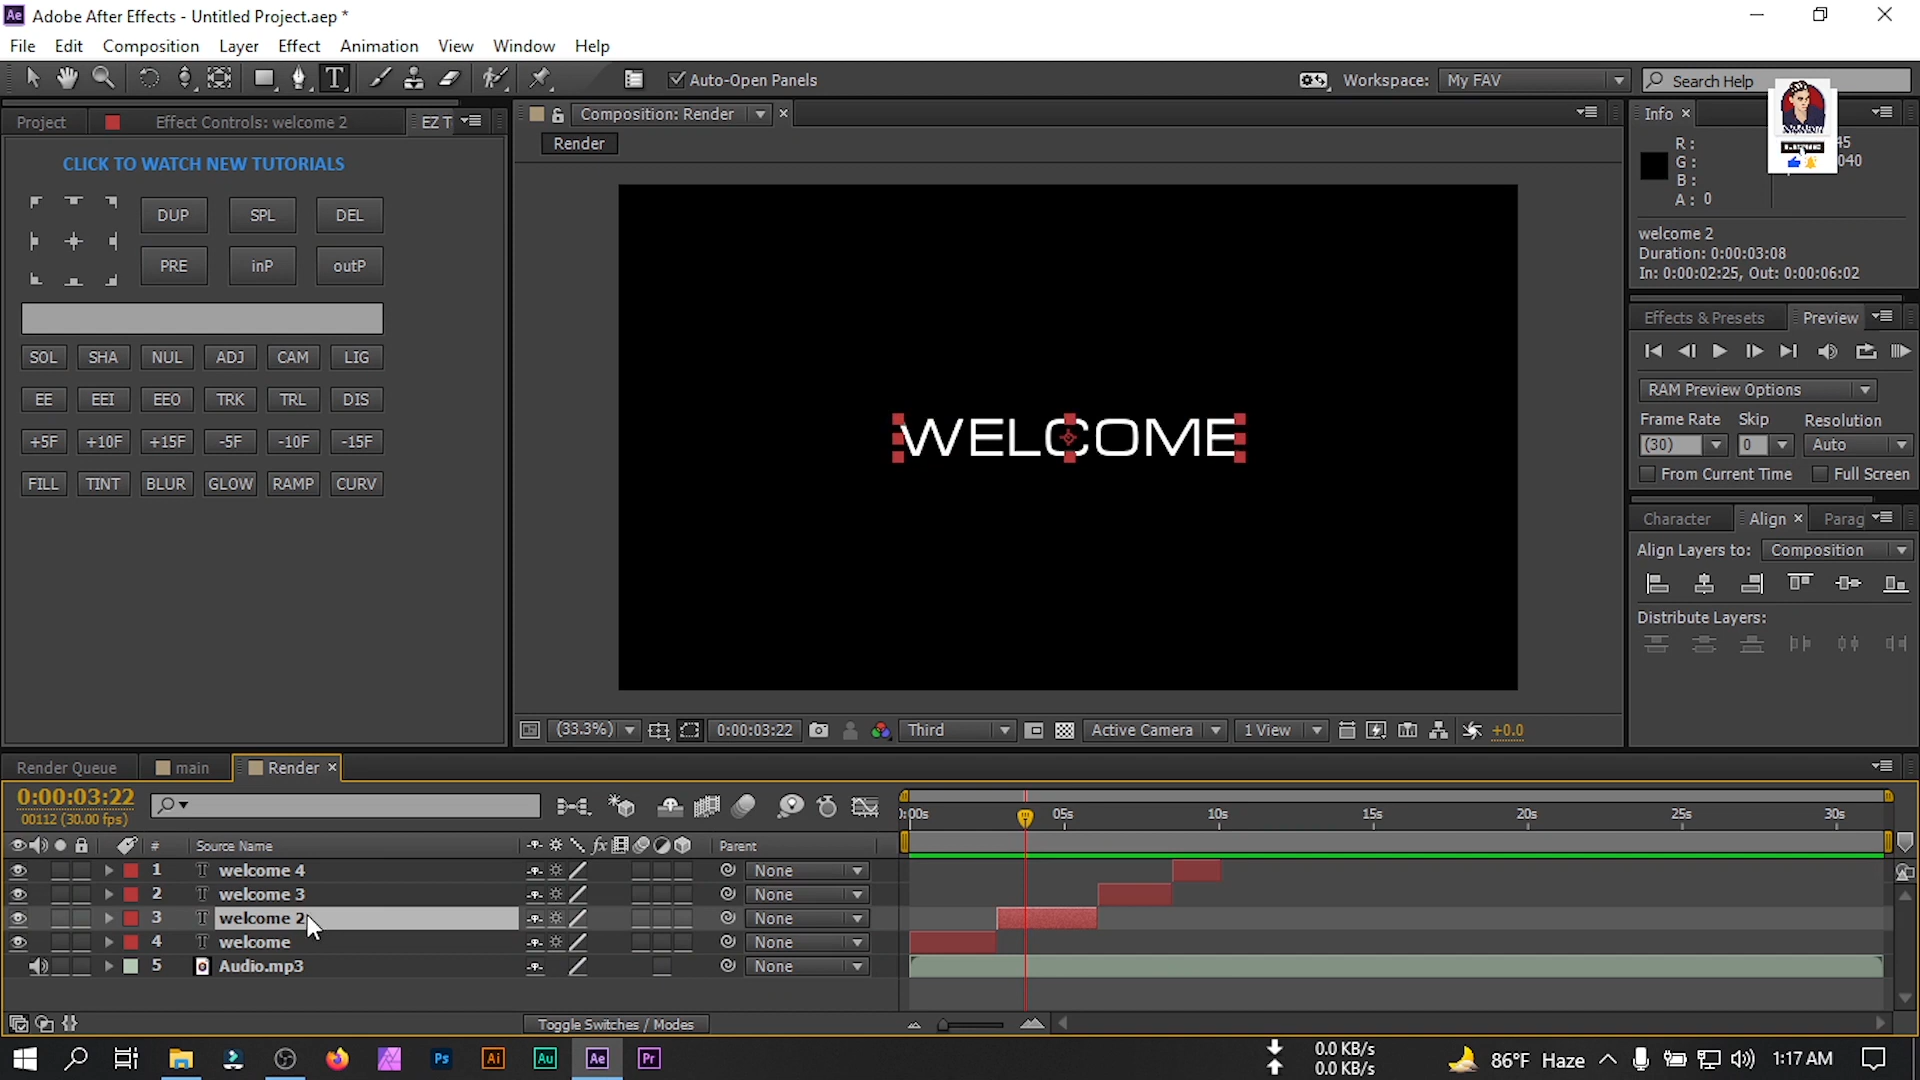 Adobe After Effects - Untitled Project.aep *
File Edit Composition Layer Effect Animation View Window Help
Auto-Open Panels
Workspace: My FAV
Search Help
Project Effect Controls: welcome 2 EZ T
CLICK TO WATCH NEW TUTORIALS
DUP SPL DEL
PRE inP outP
SOL SHA NUL ADJ CAM LIG
EE EEI EEO TRK TRL DIS
+5F +10F +15F -5F -10F -15F
FILL TINT BLUR GLOW RAMP CURV
Composition: Render
Render
WELCOME
(33.3%) 0:00:03:22 Third Active Camera 1 View +0.0
Info
R: 45
G: 040
B:
A: 0
welcome 2
Duration: 0:00:03:08
In: 0:00:02:25, Out: 0:00:06:02
Effects & Presets Preview
RAM Preview Options
Frame Rate Skip Resolution
(30) 0 Auto
From Current Time Full Screen
Character Align Parag
Align Layers to: Composition
Distribute Layers:
Render Queue main Render
0:00:03:22
00112 (30.00 fps)
):00s 05s 10s 15s 20s 25s 30s
# Source Name fx Parent
1 T welcome 4 None
2 T welcome 3 None
3 T welcome 2 None
4 T welcome None
5 Audio.mp3 None
Toggle Switches / Modes
Ps Ai Au Ae Pr
0.0 KB/s
0.0 KB/s
86°F Haze 1:17 AM